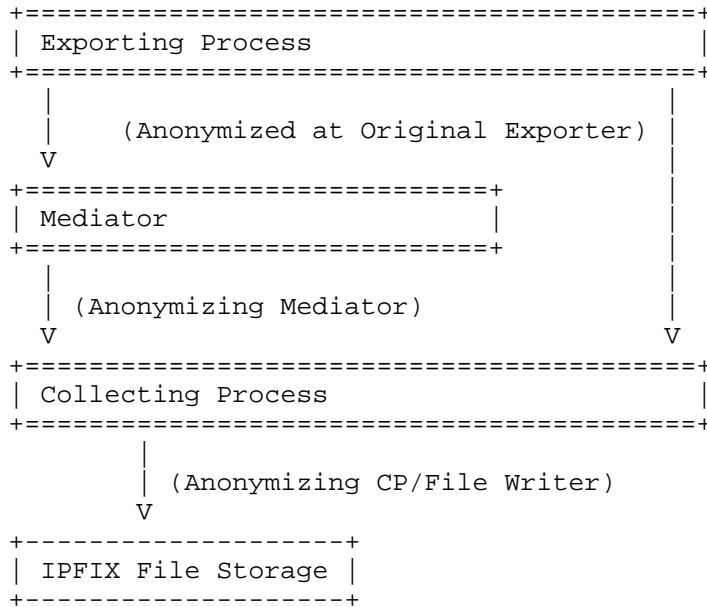 Exporting Process
(Anonymized at Original Exporter)
V
Mediator
(Anonymizing Mediator)
V V
Collecting Process
(Anonymizing CP/File Writer)
V
IPFIX File Storage